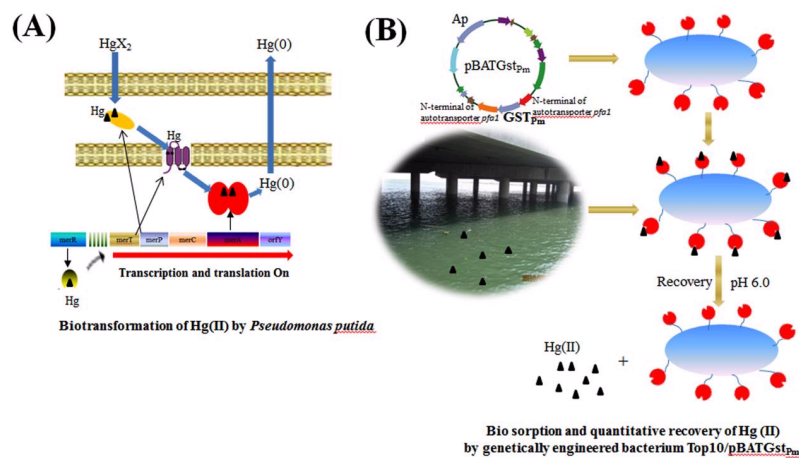 (A)
HgX2
Hg(0)
Hg
Hg
Hg(0)
merR
merT
merP
merC
merA
orfY
Transcription and translation On
Hg
Biotransformation of Hg(II) by Pseudomonas putida
(B)
Ap
pBATGstPm
N-terminal of
autotransporter pfa1
GSTPm
N-terminal of
autotransporter pfa1
Recovery
pH 6.0
Hg(II)
+
Bio sorption and quantitative recovery of Hg (II)
by genetically engineered bacterium Top10/pBATGstPm